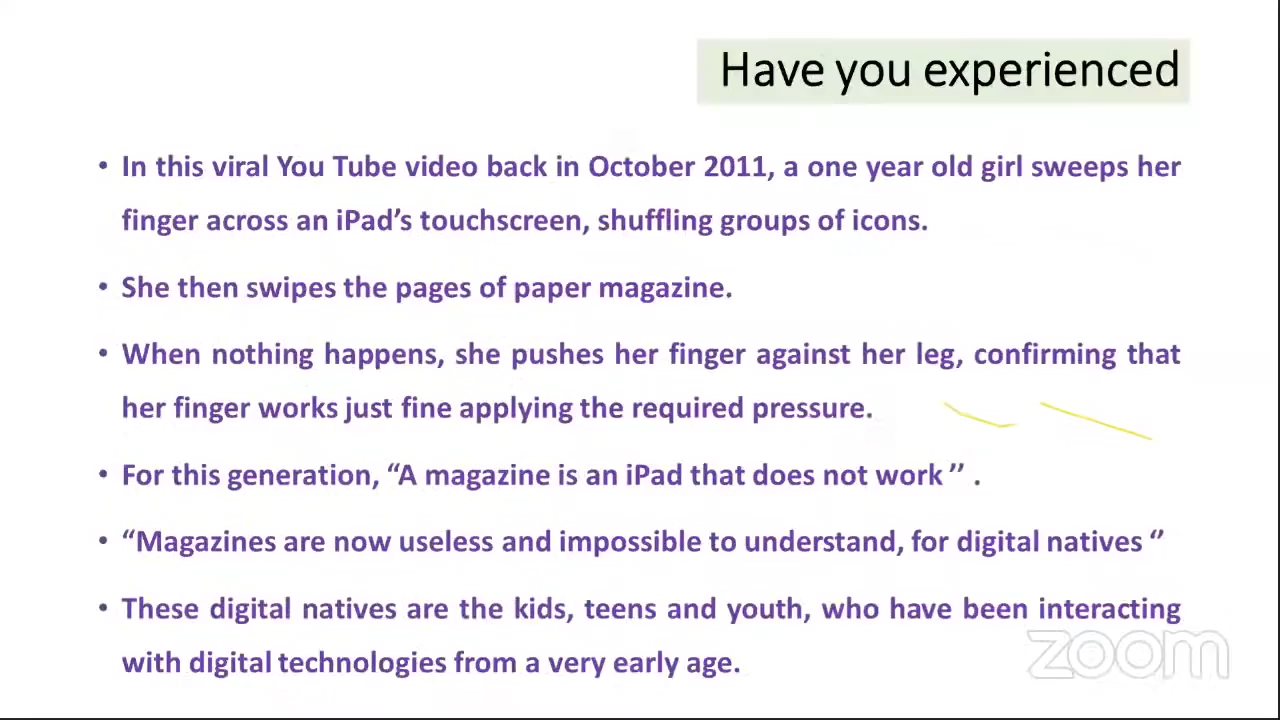 Have you experienced
• In this viral You Tube video back in October 2011, a one year old girl sweeps her
finger across an iPad’s touchscreen, shuffling groups of icons.
• She then swipes the pages of paper magazine.
• When nothing happens, she pushes her finger against her leg, confirming that
her finger works just fine applying the required pressure.
• For this generation, “A magazine is an iPad that does not work ’’ .
• “Magazines are now useless and impossible to understand, for digital natives ‘’
• These digital natives are the kids, teens and youth, who have been interacting
with digital technologies from a very early age.
zoom